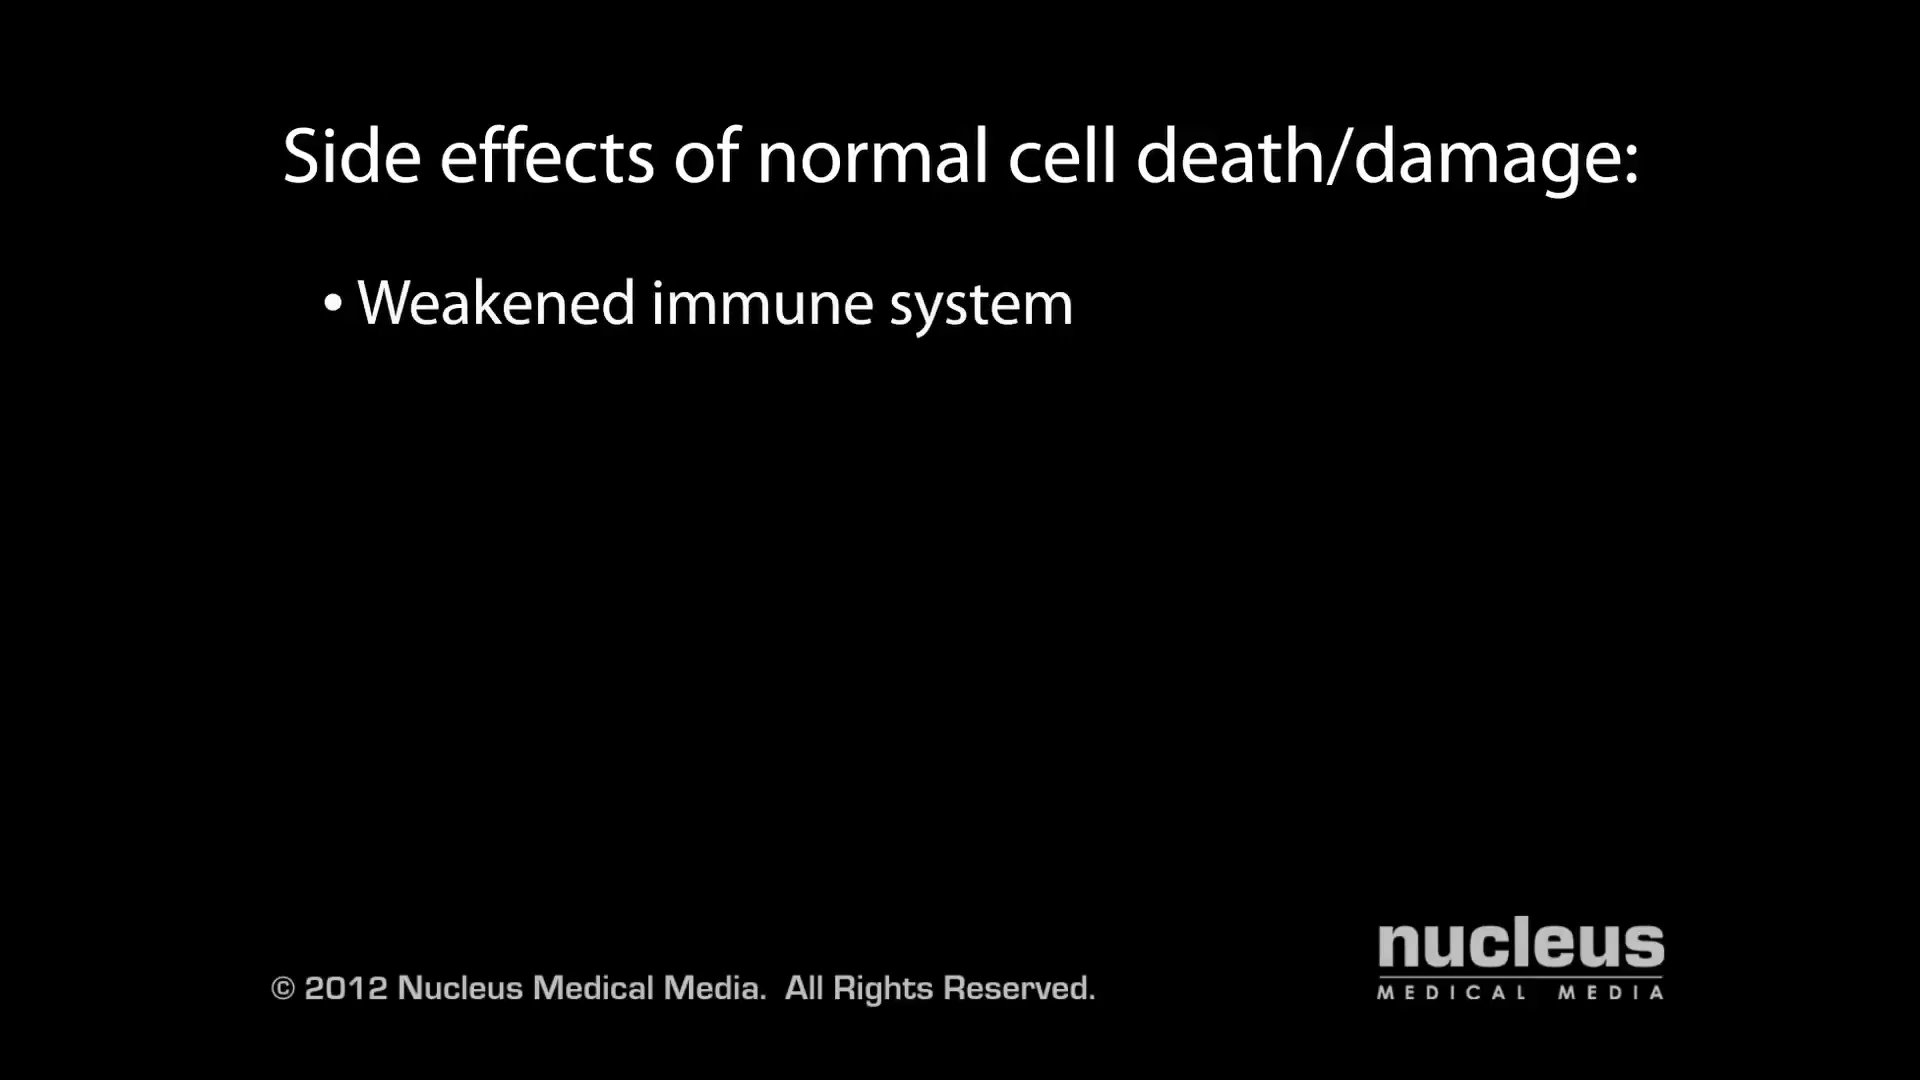 Side effects of normal cell death/damage:
• Weakened immune system
nucleus
MEDICAL MEDIA
© 2012 Nucleus Medical Media. All Rights Reserved.